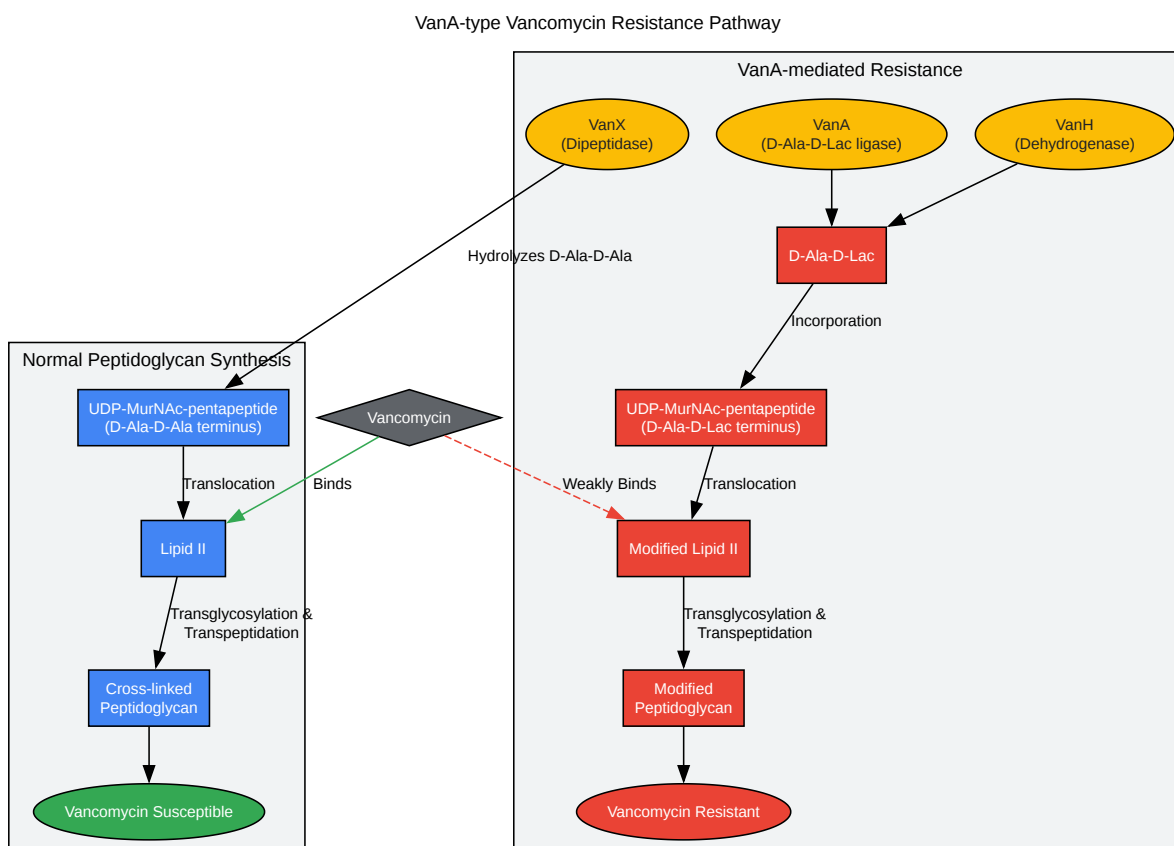 VanA-type Vancomycin Resistance Pathway
VanA-mediated Resistance
VanX
(Dipeptidase)
VanA
(D-Ala-D-Lac ligase)
VanH
(Dehydrogenase)
Hydrolyzes D-Ala-D-Ala
D-Ala-D-Lac
Incorporation
Normal Peptidoglycan Synthesis
UDP-MurNAc-pentapeptide
(D-Ala-D-Ala terminus)
Vancomycin
UDP-MurNAc-pentapeptide
(D-Ala-D-Lac terminus)
Translocation
Binds
Weakly Binds
Translocation
Lipid II
Modified Lipid II
Transglycosylation &
Transpeptidation
Transglycosylation &
Transpeptidation
Cross-linked
Peptidoglycan
Modified
Peptidoglycan
Vancomycin Susceptible
Vancomycin Resistant